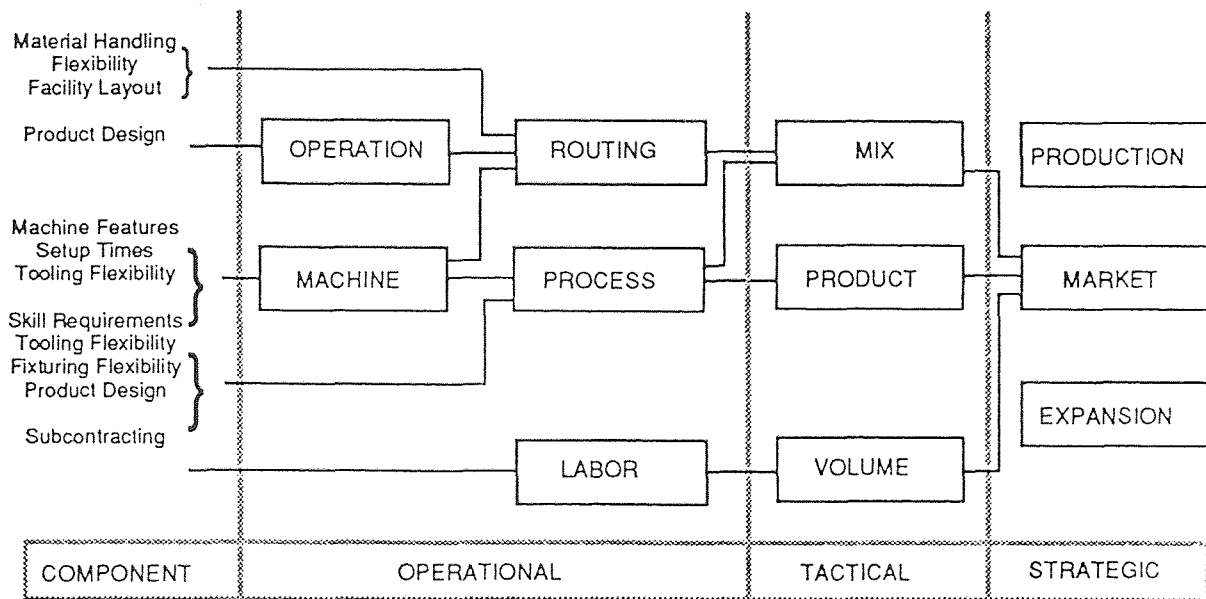 Material Handling
Flexibility
Facility Layout
Product Design
OPERATION
ROUTING
MIX
PRODUCTION
Machine Features
Setup Times
Tooling Flexibility
MACHINE
PROCESS
PRODUCT
MARKET
Skill Requirements
Tooling Flexibility
Fixturing Flexibility
Product Design
EXPANSION
Subcontracting
LABOR
VOLUME
COMPONENT
OPERATIONAL
TACTICAL
STRATEGIC